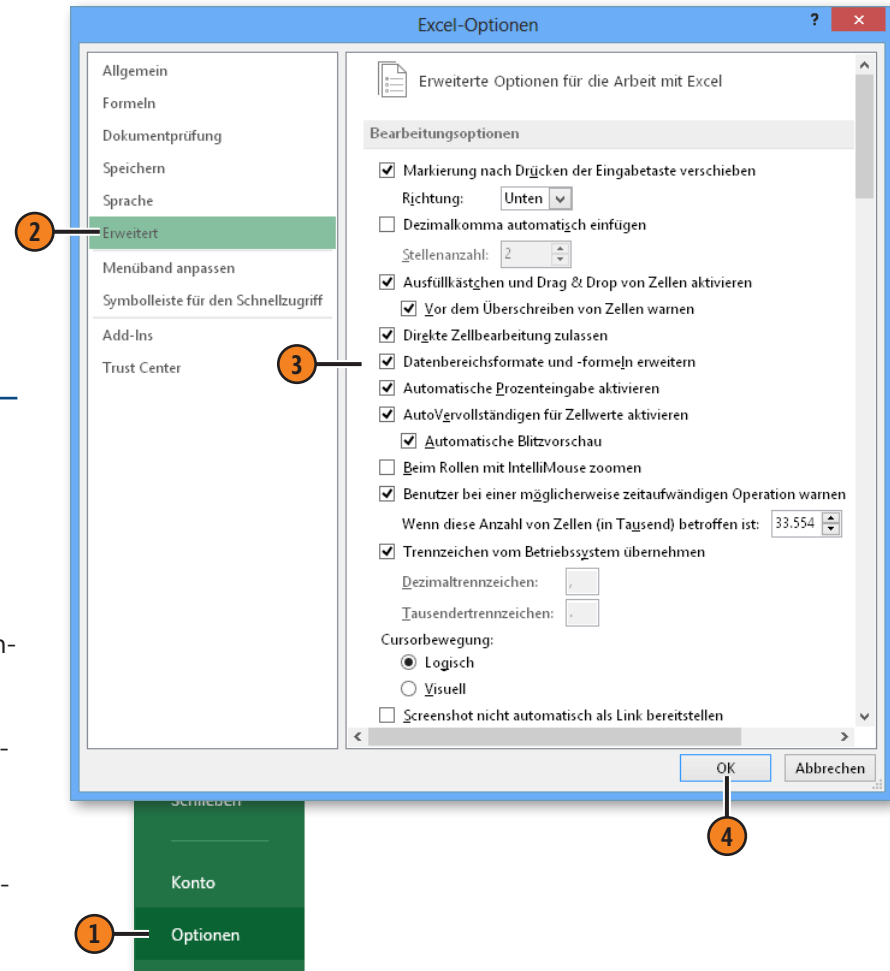 Excel-Optionen
?
×
Allgemein
Formeln
Dokumentprüfung
Speichern
Sprache
2
Erweitert
Menüband anpassen
Symbolleiste für den Schnellzugriff
Add-Ins
Trust Center
Erweiterte Optionen für die Arbeit mit Excel
Bearbeitungsoptionen
Markierung nach Drücken der Eingabetaste verschieben
Richtung: Unten
Dezimalkomma automatisch einfügen
Stellenanzahl: 2
Ausfüllkästchen und Drag & Drop von Zellen aktivieren
Vor dem Überschreiben von Zellen warnen
Direkte Zellbearbeitung zulassen
3
Datenbereichsformate und -formeln erweitern
Automatische Prozenteingabe aktivieren
AutoVervollständigen für Zellwerte aktivieren
Automatische Blitzvorschau
Beim Rollen mit IntelliMouse zoomen
Benutzer bei einer möglicherweise zeitaufwändigen Operation warnen
Wenn diese Anzahl von Zellen (in Tausend) betroffen ist: 33.554
Trennzeichen vom Betriebssystem übernehmen
Dezimaltrennzeichen: ,
Tausendertrennzeichen: .
Cursorbewegung:
Logisch
Visuell
Screenshot nicht automatisch als Link bereitstellen
OK
Abbrechen
4
Schließen
Konto
1
Optionen